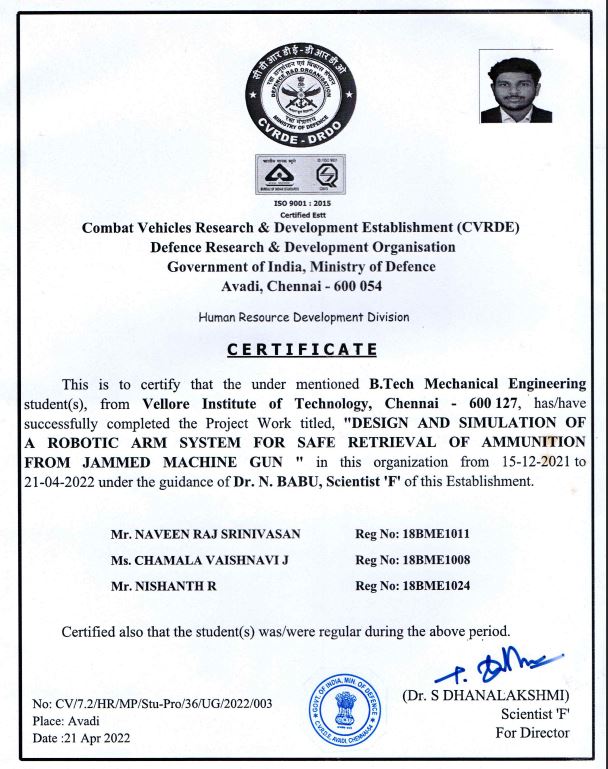 सी वी आर डी ई - डी आर डी ओ
DEFENCE R&D ORGANISATION
रक्षा मंत्रालय
MINISTRY OF DEFENCE
CVRDE - DRDO
ISO 9001 : 2015
Certified Estt
Combat Vehicles Research & Development Establishment (CVRDE)
Defence Research & Development Organisation
Government of India, Ministry of Defence
Avadi, Chennai - 600 054
Human Resource Development Division
CERTIFICATE
This is to certify that the under mentioned B.Tech Mechanical Engineering
student(s), from Vellore Institute of Technology, Chennai - 600 127, has/have
successfully completed the Project Work titled, "DESIGN AND SIMULATION OF
A ROBOTIC ARM SYSTEM FOR SAFE RETRIEVAL OF AMMUNITION
FROM JAMMED MACHINE GUN " in this organization from 15-12-2021 to
21-04-2022 under the guidance of Dr. N. BABU, Scientist 'F' of this Establishment.
Mr. NAVEEN RAJ SRINIVASAN Reg No: 18BME1011
Ms. CHAMALA VAISHNAVI J Reg No: 18BME1008
Mr. NISHANTH R Reg No: 18BME1024
Certified also that the student(s) was/were regular during the above period.
(Dr. S DHANALAKSHMI)
Scientist 'F'
For Director
GOVT. OF INDIA, MIN. OF DEFENCE
C.V.R.D.E. AVADI, CHENNAI-54
No: CV/7.2/HR/MP/Stu-Pro/36/UG/2022/003
Place: Avadi
Date :21 Apr 2022